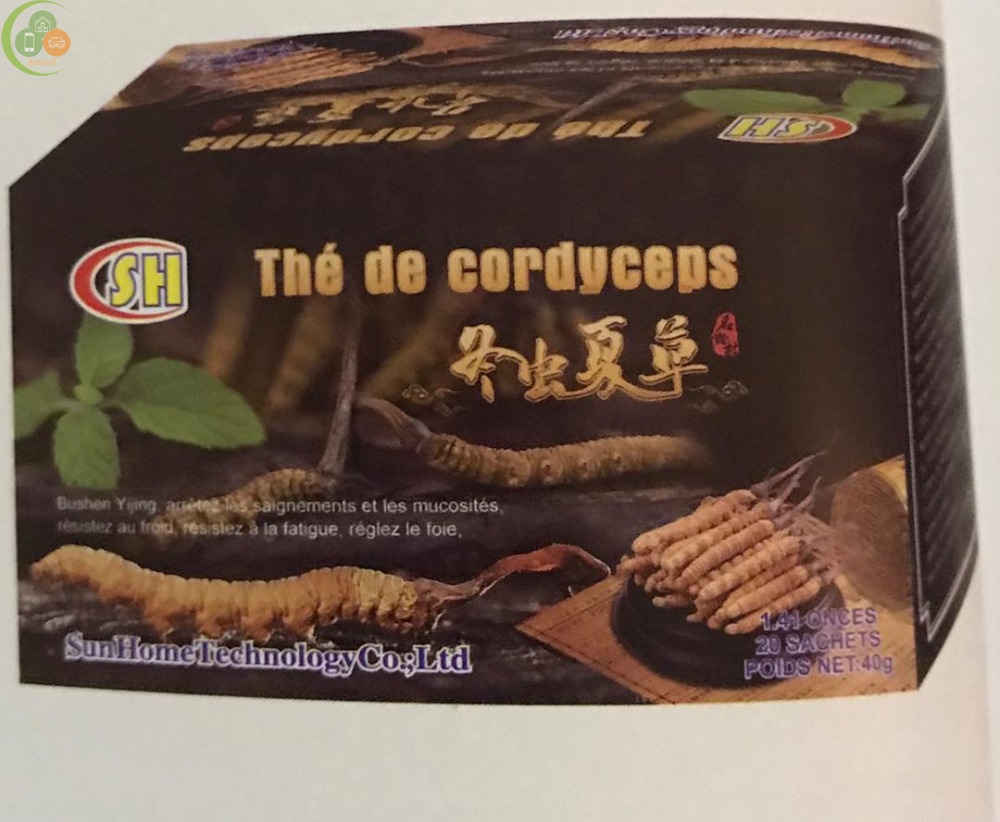 Thé de cordyceps
SH
SH
Thé de cordyceps
冬虫夏草
Bushen Yijing, arrêtez les saignements et les mucosités,
résistez au froid, résistez à la fatigue, réglez le foie,
SunHomeTechnologyCo.;Ltd
1.41 ONCES
20 SACHETS
POIDS NET:40g